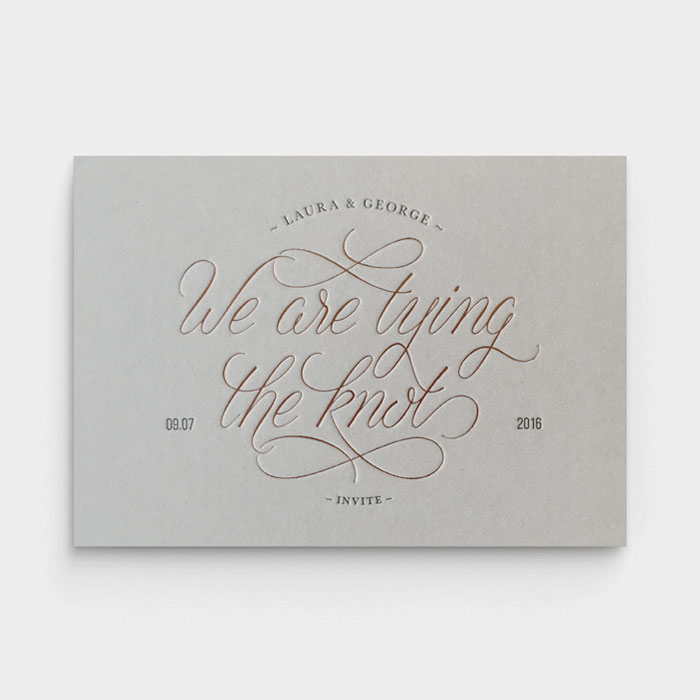 ~ LAURA & GEORGE ~
We are tying
the knot
09.07
2016
~ INVITE ~